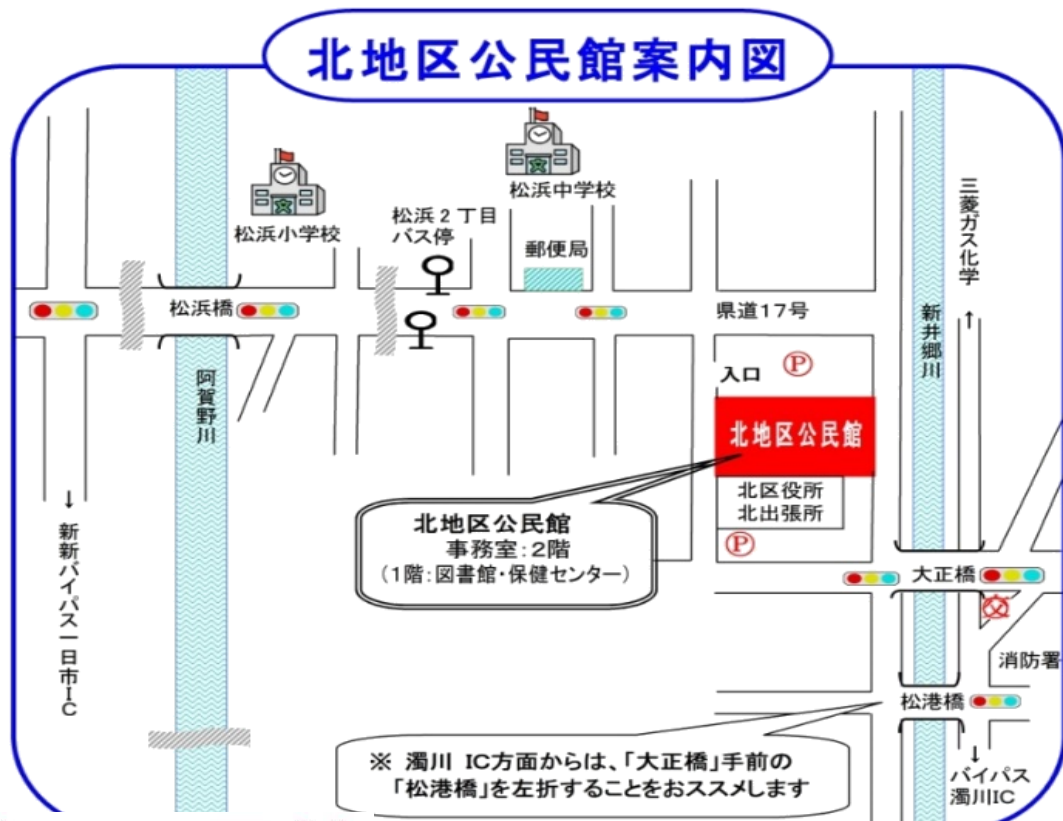 北地区公民館案内図
松浜中学校
松浜小学校
松浜２丁目
バス停
郵便局
三菱ガス化学
↑
松浜橋
県道17号
新井郷川
阿賀野川
入口
Ⓟ
北地区公民館
北区役所
北出張所
Ⓟ
↓新新バイパス一日市IC
北地区公民館
事務室:2階
（1階:図書館・保健センター）
大正橋
消防署
松港橋
※ 濁川 IC方面からは、「大正橋」手前の
「松港橋」を左折することをおススメします
↓
バイパス
濁川IC